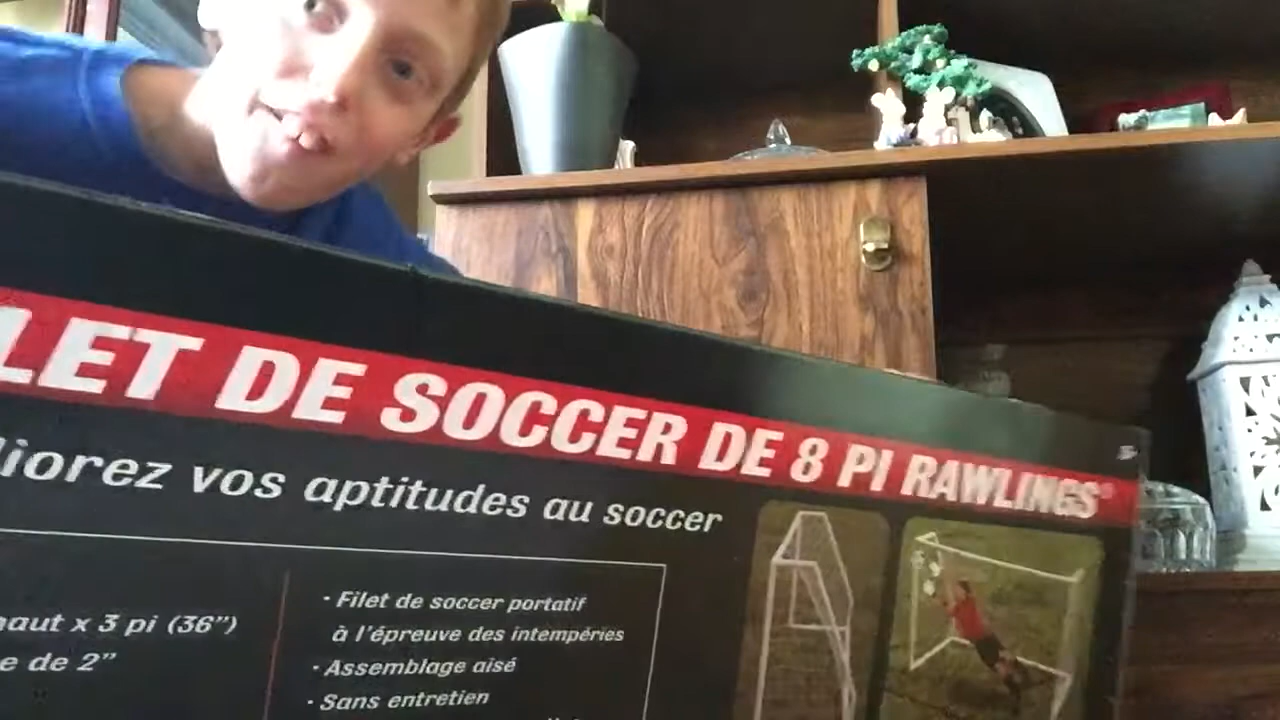 LET DE SOCCER DE 8 PI RAWLINGS®
liorez vos aptitudes au soccer
haut x 3 pi (36")
e de 2"
· Filet de soccer portatif
à l'épreuve des intempéries
· Assemblage aisé
· Sans entretien